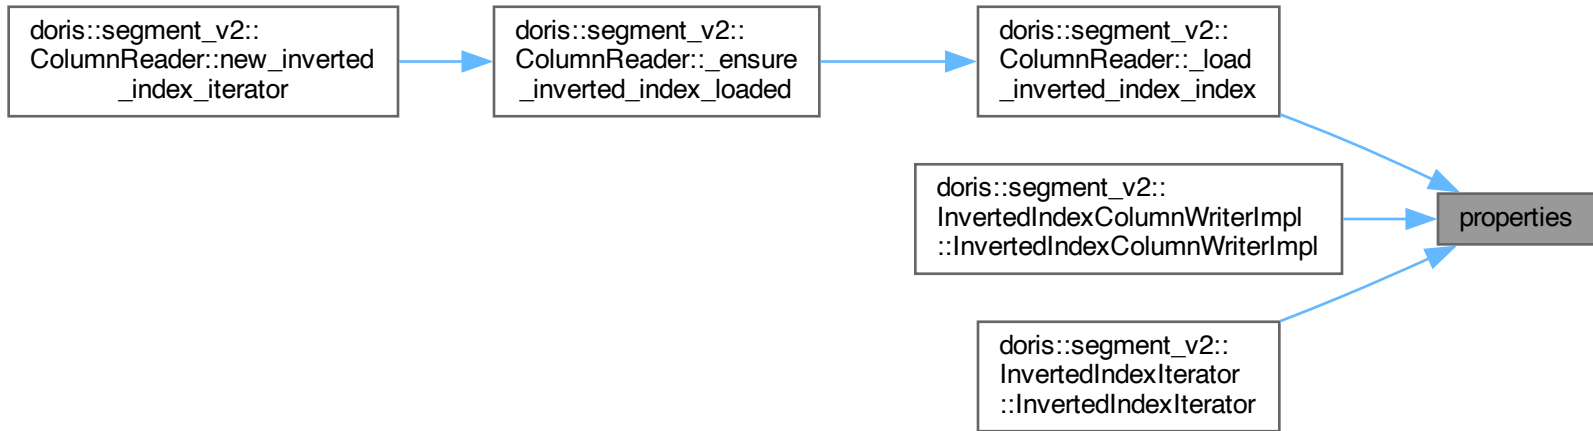 doris::segment_v2::
ColumnReader::new_inverted
_index_iterator
doris::segment_v2::
ColumnReader::_ensure
_inverted_index_loaded
doris::segment_v2::
ColumnReader::_load
_inverted_index_index
doris::segment_v2::
InvertedIndexColumnWriterImpl
::InvertedIndexColumnWriterImpl
doris::segment_v2::
InvertedIndexIterator
::InvertedIndexIterator
properties